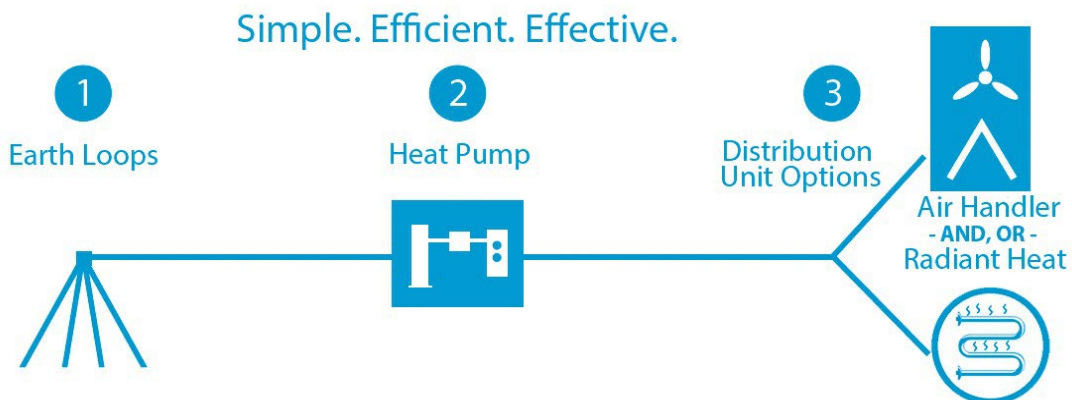 Simple. Efficient. Effective.
1
Earth Loops
2
Heat Pump
3
Distribution
Unit Options
Air Handler
- AND, OR -
Radiant Heat